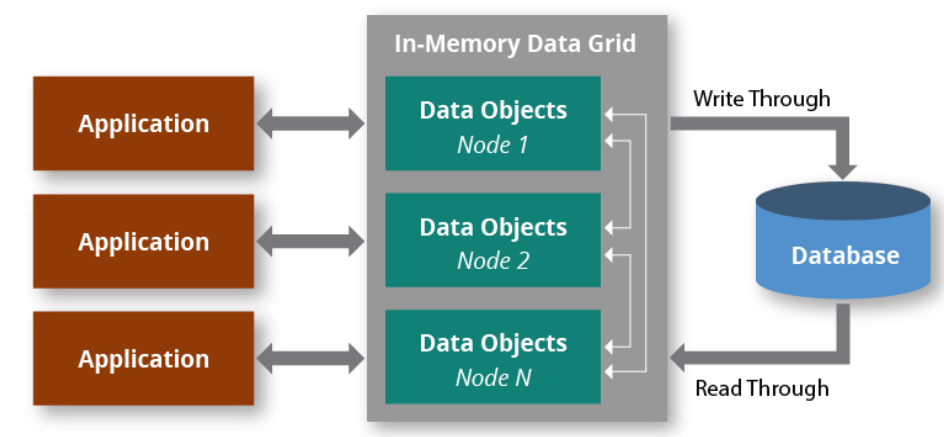 In-Memory Data Grid
Application
Data Objects
Node 1
Write Through
Application
Data Objects
Node 2
Database
Application
Data Objects
Node N
Read Through